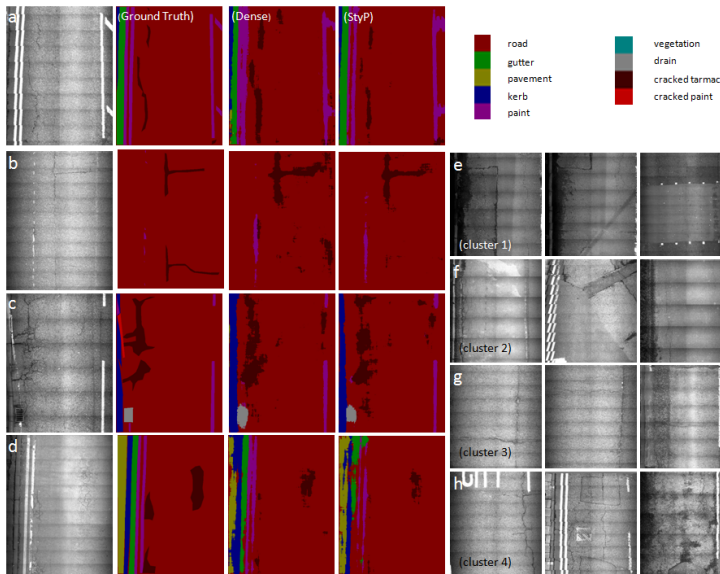 a
(Ground Truth)
(Dense)
(StyP)
road
gutter
pavement
kerb
paint
vegetation
drain
cracked tarmac
cracked paint
b
c
d
e
(cluster 1)
f
(cluster 2)
g
(cluster 3)
h
(cluster 4)